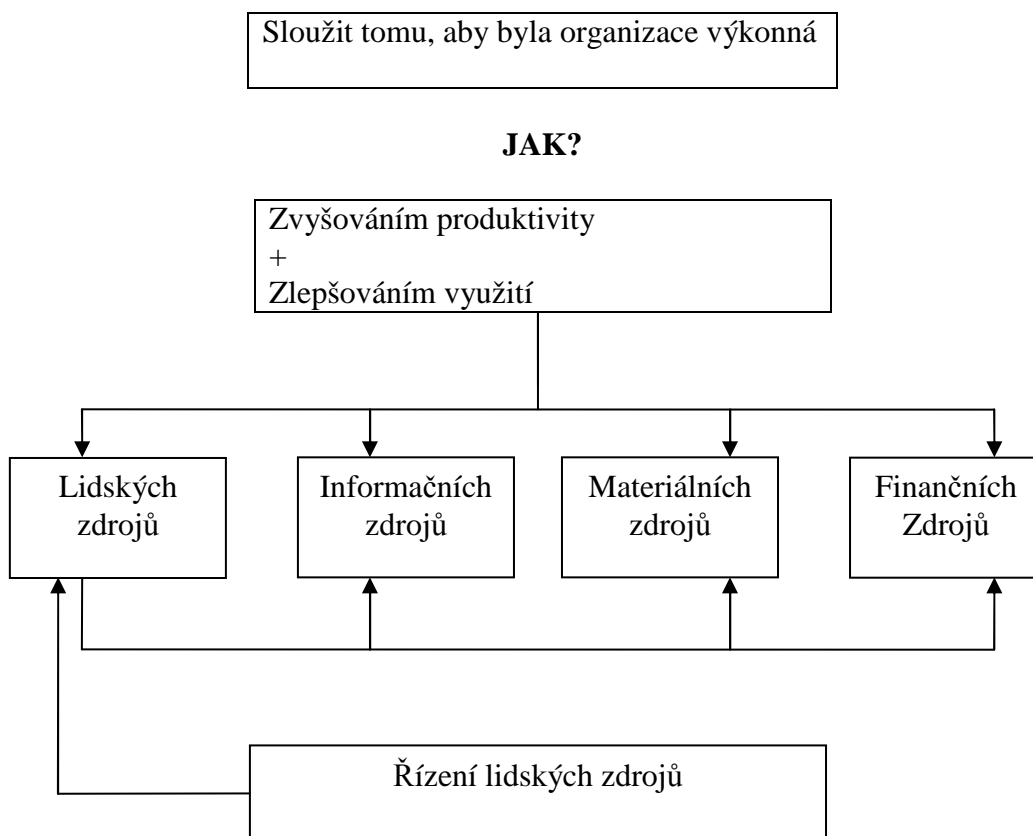 Sloužit tomu, aby byla organizace výkonná
JAK?
Zvyšováním produktivity
+
Zlepšováním využití
Lidských
zdrojů
Informačních
zdrojů
Materiálních
zdrojů
Finančních
Zdrojů
Řízení lidských zdrojů